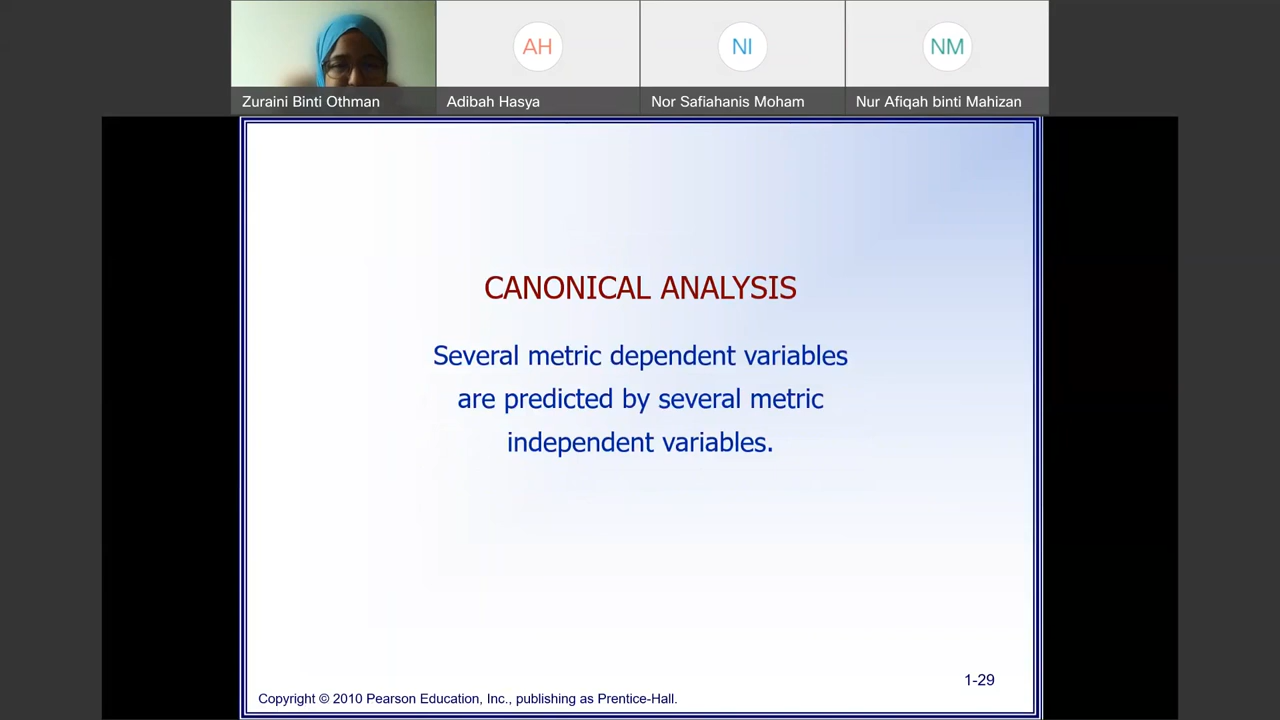 AH
NI
NM
Zuraini Binti Othman
Adibah Hasya
Nor Safiahanis Moham
Nur Afiqah binti Mahizan
CANONICAL ANALYSIS
Several metric dependent variables
are predicted by several metric
independent variables.
1-29
Copyright © 2010 Pearson Education, Inc., publishing as Prentice-Hall.